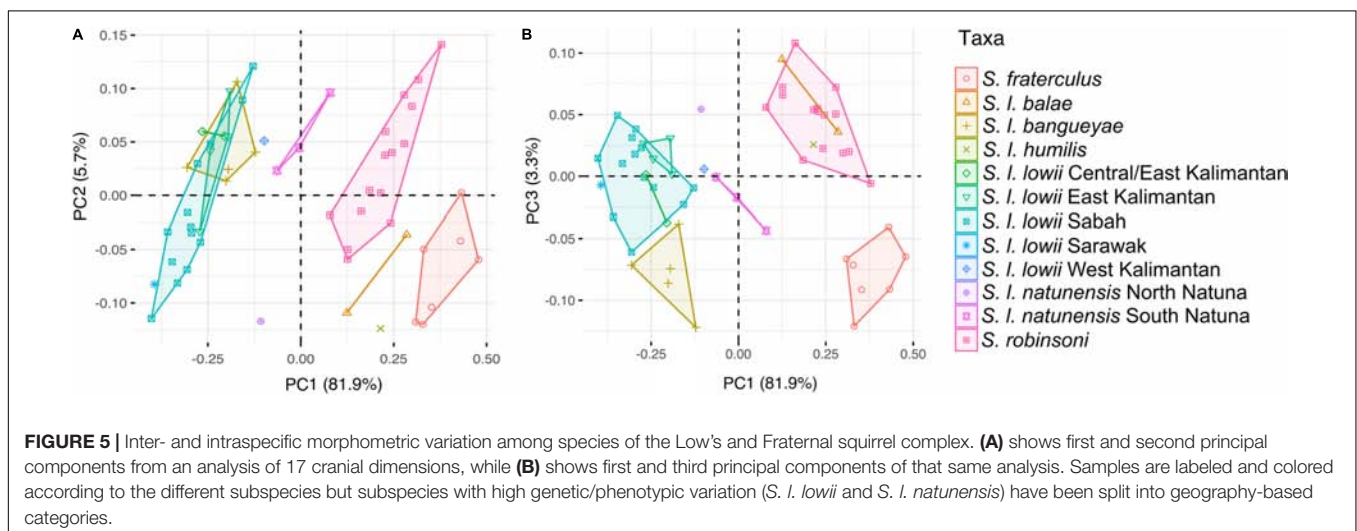 A
0.15
0.10
0.05
0.00
-0.05
-0.10
PC2 (5.7%)
-0.25
0.00
0.25
0.50
PC1 (81.9%)
B
0.10
0.05
0.00
-0.05
-0.10
PC3 (3.3%)
-0.25
0.00
0.25
0.50
PC1 (81.9%)
Taxa
S. fraterculus
S. l. balae
S. l. bangueyae
S. l. humilis
S. l. lowii Central/East Kalimantan
S. l. lowii East Kalimantan
S. l. lowii Sabah
S. l. lowii Sarawak
S. l. lowii West Kalimantan
S. l. natunensis North Natuna
S. l. natunensis South Natuna
S. robinsoni
FIGURE 5 | Inter- and intraspecific morphometric variation among species of the Low's and Fraternal squirrel complex. (A) shows first and second principal
components from an analysis of 17 cranial dimensions, while (B) shows first and third principal components of that same analysis. Samples are labeled and colored
according to the different subspecies but subspecies with high genetic/phenotypic variation (S. l. lowii and S. l. natunensis) have been split into geography-based
categories.